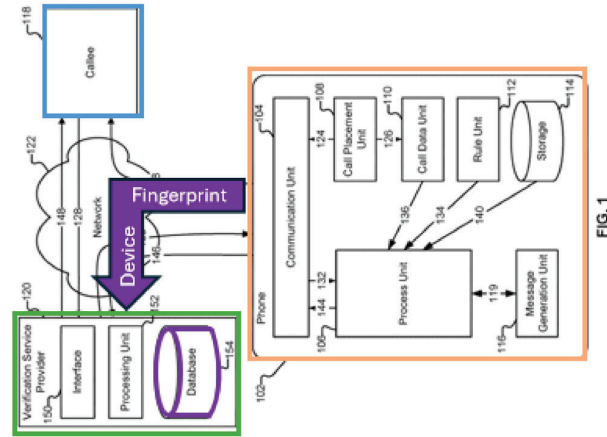 118
Callee
122
148
128
Network
146
Fingerprint
Device
120
Verification Service
Provider
Interface
150
Processing Unit
152
Database
154
Phone
Communication Unit
104
124
Call Placement
Unit
108
126
Call Data Unit
110
Rule Unit
112
Storage
114
132
144
136
134
140
Process Unit
106
119
Message
Generation Unit
116
102
FIG. 1